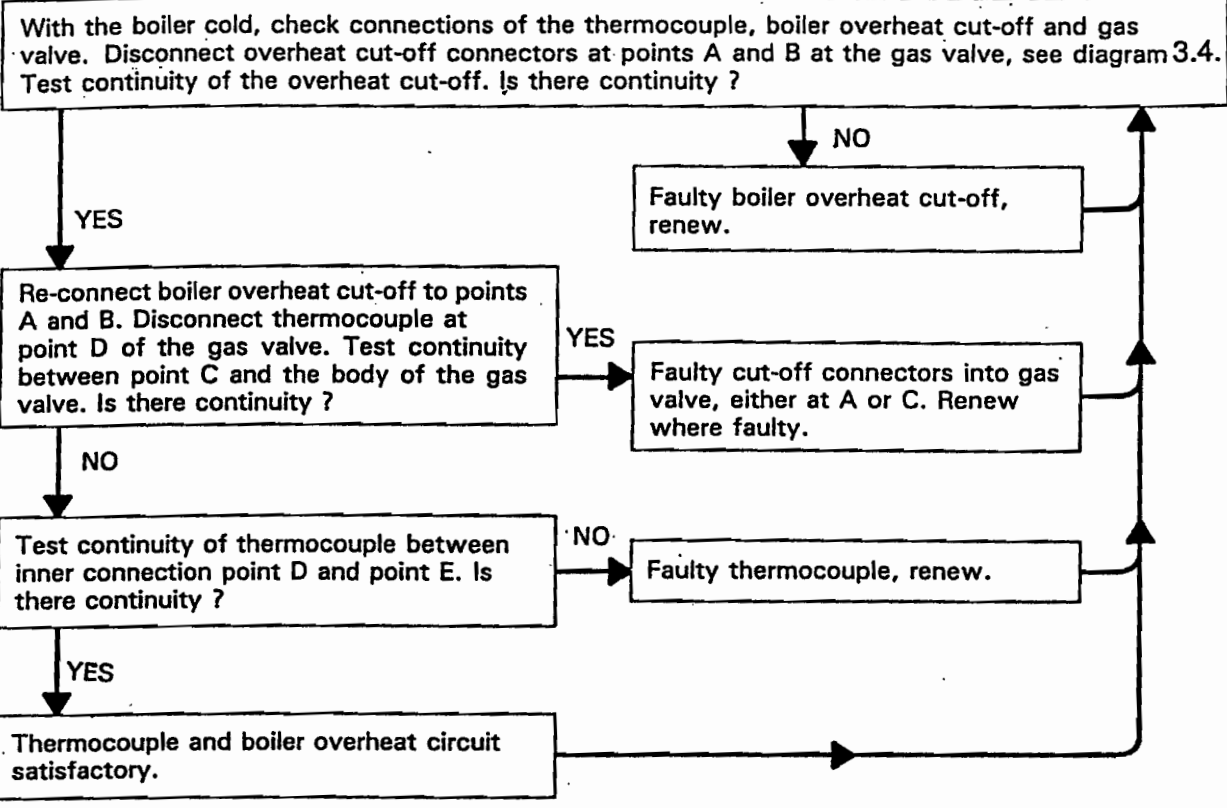 With the boiler cold, check connections of the thermocouple, boiler overheat cut-off and gas
valve. Disconnect overheat cut-off connectors at points A and B at the gas valve, see diagram 3.4.
Test continuity of the overheat cut-off. Is there continuity ?
NO
Faulty boiler overheat cut-off,
renew.
YES
Re-connect boiler overheat cut-off to points
A and B. Disconnect thermocouple at
point D of the gas valve. Test continuity
between point C and the body of the gas
valve. Is there continuity ?
YES
Faulty cut-off connectors into gas
valve, either at A or C. Renew
where faulty.
NO
Test continuity of thermocouple between
inner connection point D and point E. Is
there continuity ?
NO
Faulty thermocouple, renew.
YES
Thermocouple and boiler overheat circuit
satisfactory.